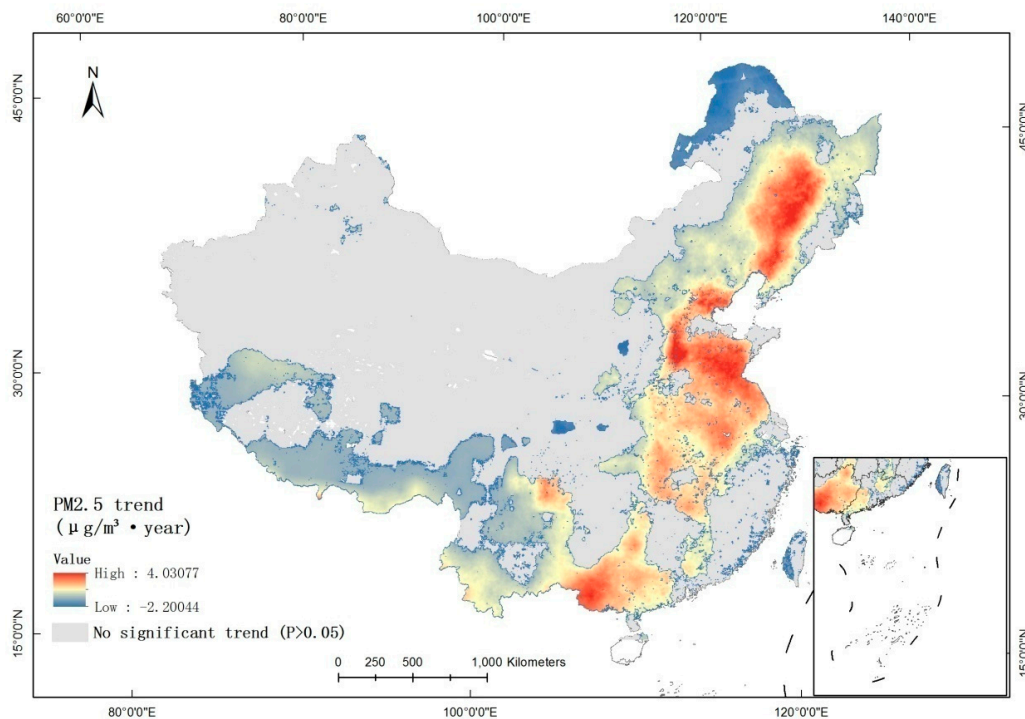 60°0'0"E 80°0'0"E 100°0'0"E 120°0'0"E 140°0'0"E
N
45°0'0"N
45°0'0"N
30°0'0"N
30°0'0"N
PM2.5 trend
(μg/m³•year)
Value
High : 4.03077
Low : -2.20044
No significant trend (P>0.05)
15°0'0"N
15°0'0"N
0 250 500 1,000 Kilometers
80°0'0"E 100°0'0"E 120°0'0"E